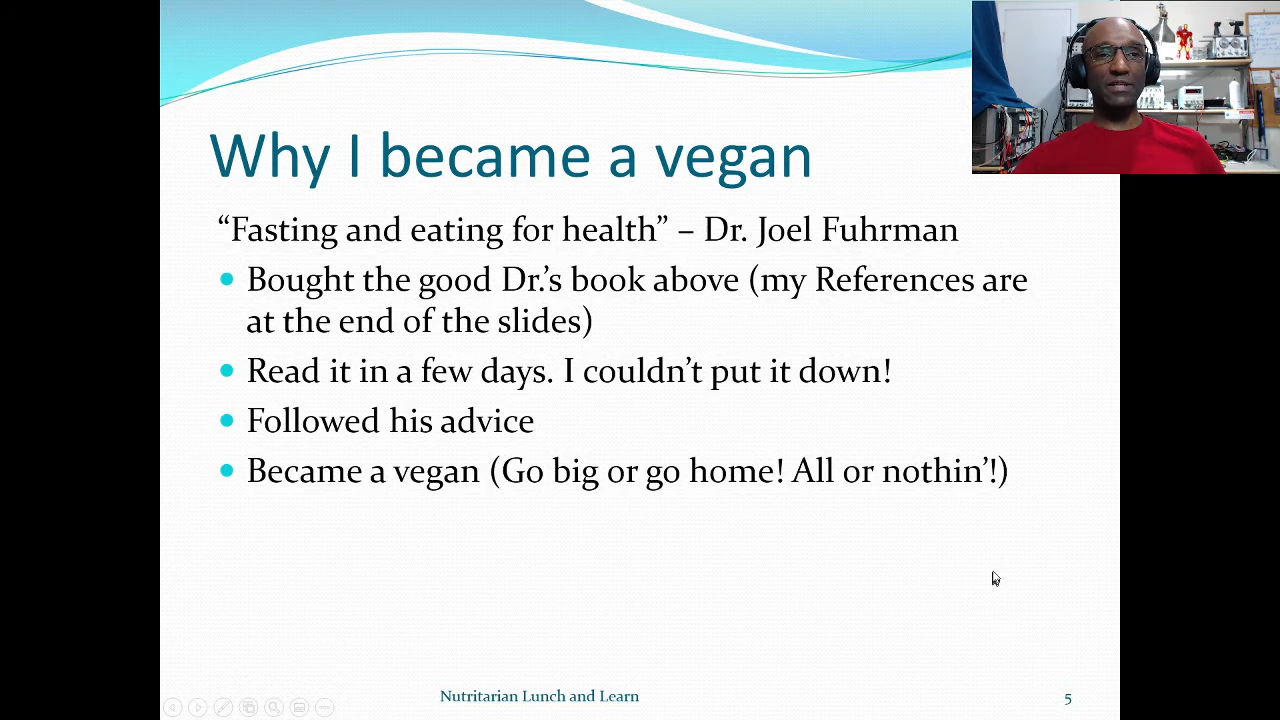 Why I became a vegan
“Fasting and eating for health” – Dr. Joel Fuhrman
Bought the good Dr.’s book above (my References are
at the end of the slides)
Read it in a few days. I couldn’t put it down!
Followed his advice
Became a vegan (Go big or go home! All or nothin’!)
Nutritarian Lunch and Learn
5